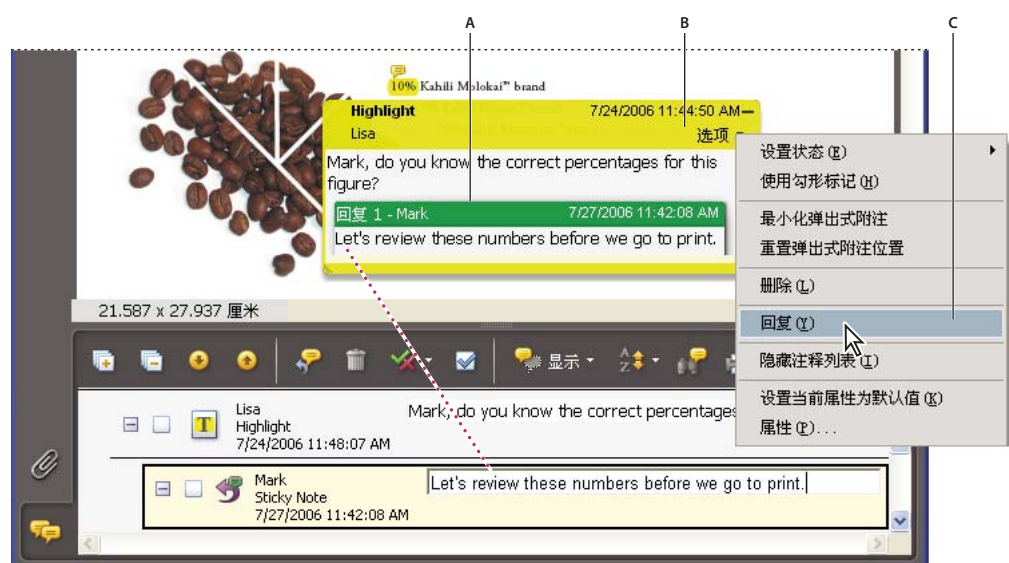 A
B
C
10% Kahili Molokai™ brand
Highlight 7/24/2006 11:44:50 AM
Lisa 选项
Mark, do you know the correct percentages for this
figure?
回复 1 - Mark 7/27/2006 11:42:08 AM
Let's review these numbers before we go to print.
设置状态(E)
使用勾形标记(H)
最小化弹出式附注
重置弹出式附注位置
删除(L)
回复(Y)
隐藏注释列表(I)
设置当前属性为默认值(K)
属性(P)...
21.587 x 27.937 厘米
显示
Lisa
Highlight
7/24/2006 11:48:07 AM
Mark, do you know the correct percentages
Mark
Sticky Note
7/27/2006 11:42:08 AM
Let's review these numbers before we go to print.